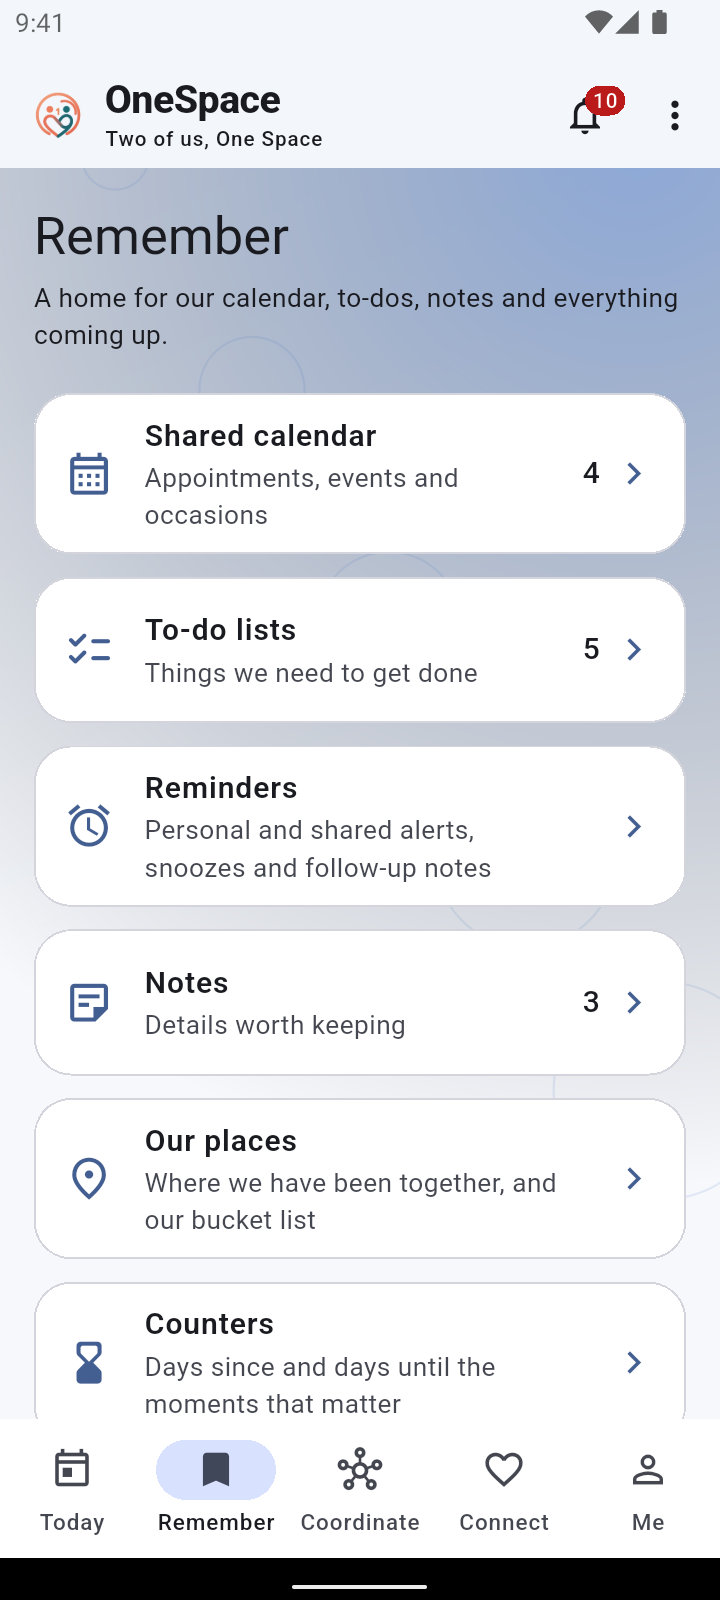 9:41
OneSpace
Two of us, One Space
10
Remember
A home for our calendar, to-dos, notes and everything
coming up.
Shared calendar
Appointments, events and
occasions
4
To-do lists
Things we need to get done
5
Reminders
Personal and shared alerts,
snoozes and follow-up notes
Notes
Details worth keeping
3
Our places
Where we have been together, and
our bucket list
Counters
Days since and days until the
moments that matter
Today
Remember
Coordinate
Connect
Me